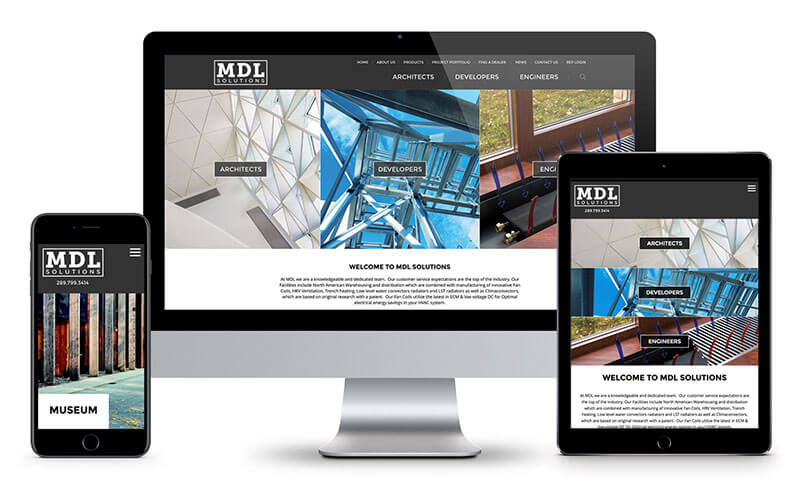 MDL
SOLUTIONS
HOME ABOUT US PRODUCTS PROJECT PORTFOLIO FIND A DEALER NEWS CONTACT US REP LOGIN
ARCHITECTS DEVELOPERS ENGINEERS
ARCHITECTS
DEVELOPERS
ENGI
WELCOME TO MDL SOLUTIONS
At MDL we are a knowledgeable and dedicated team. Our customer service expectations are the top of the industry. Our
Facilities include North American Warehousing and distribution which are combined with manufacturing of innovative Fan
Coils, HRV Ventilation, Trench heating, Low level water convectors radiators and LST radiators as well as Climaconvectors,
which are based on original research with a patent. Our Fan Coils utilize the latest in ECM & low voltage DC for Optimal
electrical energy savings in your HVAC system.
MDL
SOLUTIONS
289.799.3414
MUSEUM
MDL
SOLUTIONS
289.799.3414
ARCHITECTS
DEVELOPERS
ENGINEERS
WELCOME TO MDL SOLUTIONS
At MDL we are a knowledgeable and dedicated team. Our customer service expectations are
the top of the industry. Our Facilities include North American Warehousing and distribution
which are combined with manufacturing of innovative Fan Coils, HRV Ventilation, Trench
heating, Low level water convectors radiators and LST radiators as well as Climaconvectors,
which are based on original research with a patent. Our Fan Coils utilize the latest in ECM &